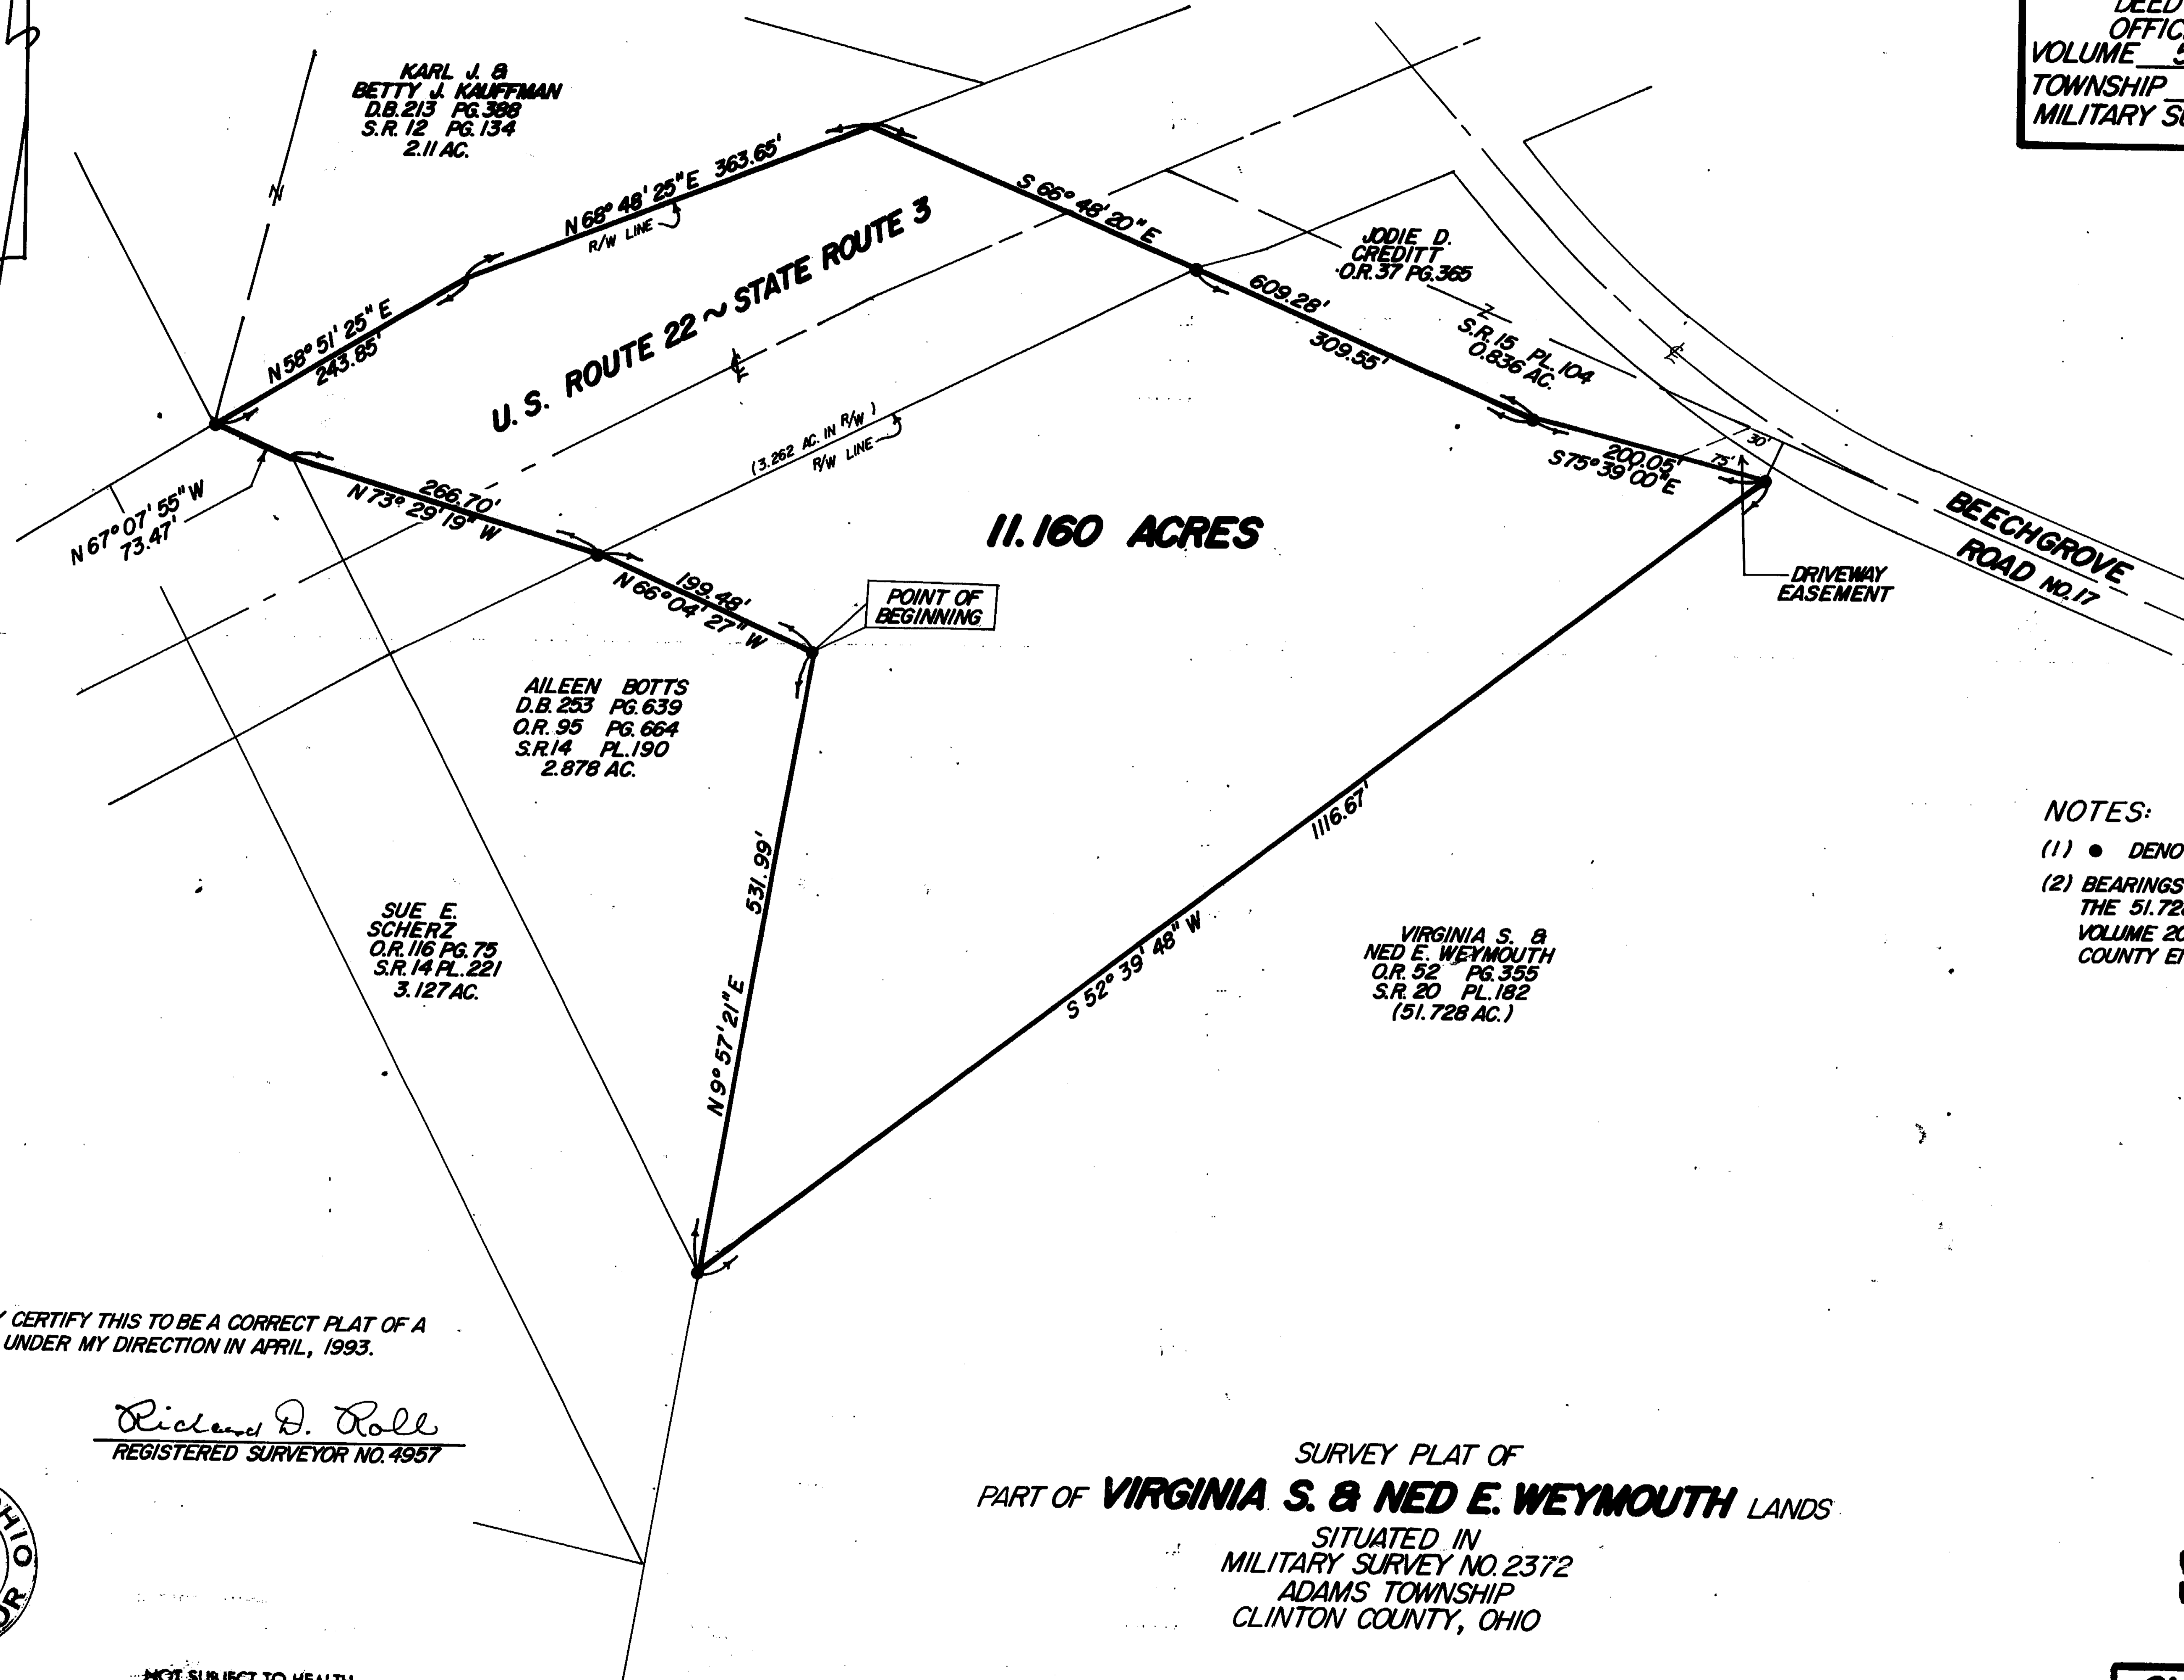 DEED
VOLUME 5
TOWNSHIP
MILITARY
KARL J. &
BETTY J. KAUFFMAN
D.B. 213 PG. 388
S.R. 12 PG. 134
2.11 AC.
N 68° 48' 25" E 363.65'
R/W LINE
N 58° 51' 25" E
243.85'
U.S. ROUTE 22 ~ STATE ROUTE 3
S 66° 48' 20" E
609.28'
309.55'
JODIE D.
CREDITT
O.R. 37 PG. 365
S.R. 15 PL. 104
0.836 AC.
(3.262 AC. IN R/W)
R/W LINE
30'
75'
200.05'
S 75° 39' 00" E
BEECHGROVE
ROAD NO. 17
DRIVEWAY
EASEMENT
N 67° 07' 55" W
73.47'
266.70'
N 73° 29' 19" W
11.160 ACRES
199.48'
N 66° 04' 27" W
POINT OF
BEGINNING
AILEEN BOTTS
D.B. 253 PG. 639
O.R. 95 PG. 664
S.R. 14 PL. 190
2.878 AC.
531.99'
N 9° 57' 21" E
1116.67'
S 52° 39' 48" W
SUE E.
SCHERZ
O.R. 116 PG. 75
S.R. 14 PL. 221
3.127 AC.
VIRGINIA S. &
NED E. WEYMOUTH
O.R. 52 PG. 355
S.R. 20 PL. 182
(51.728 AC.)
NOTES:
(1) ● DENO
(2) BEARINGS
THE 51.72
VOLUME 20
COUNTY
CERTIFY THIS TO BE A CORRECT PLAT OF A
UNDER MY DIRECTION IN APRIL, 1993.
Richard D. Roll
REGISTERED SURVEYOR NO. 4957
SURVEY PLAT OF
PART OF VIRGINIA S. & NED E. WEYMOUTH LANDS
SITUATED IN
MILITARY SURVEY NO. 2372
ADAMS TOWNSHIP
CLINTON COUNTY, OHIO
NOT SUBJECT TO HEALTH